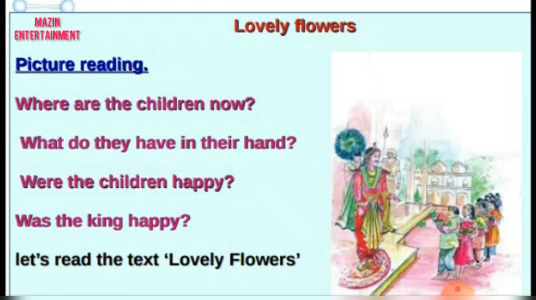 MAZIN
ENTERTAINMENT
Lovely flowers
Picture reading.
Where are the children now?
What do they have in their hand?
Were the children happy?
Was the king happy?
let’s read the text ‘Lovely Flowers’